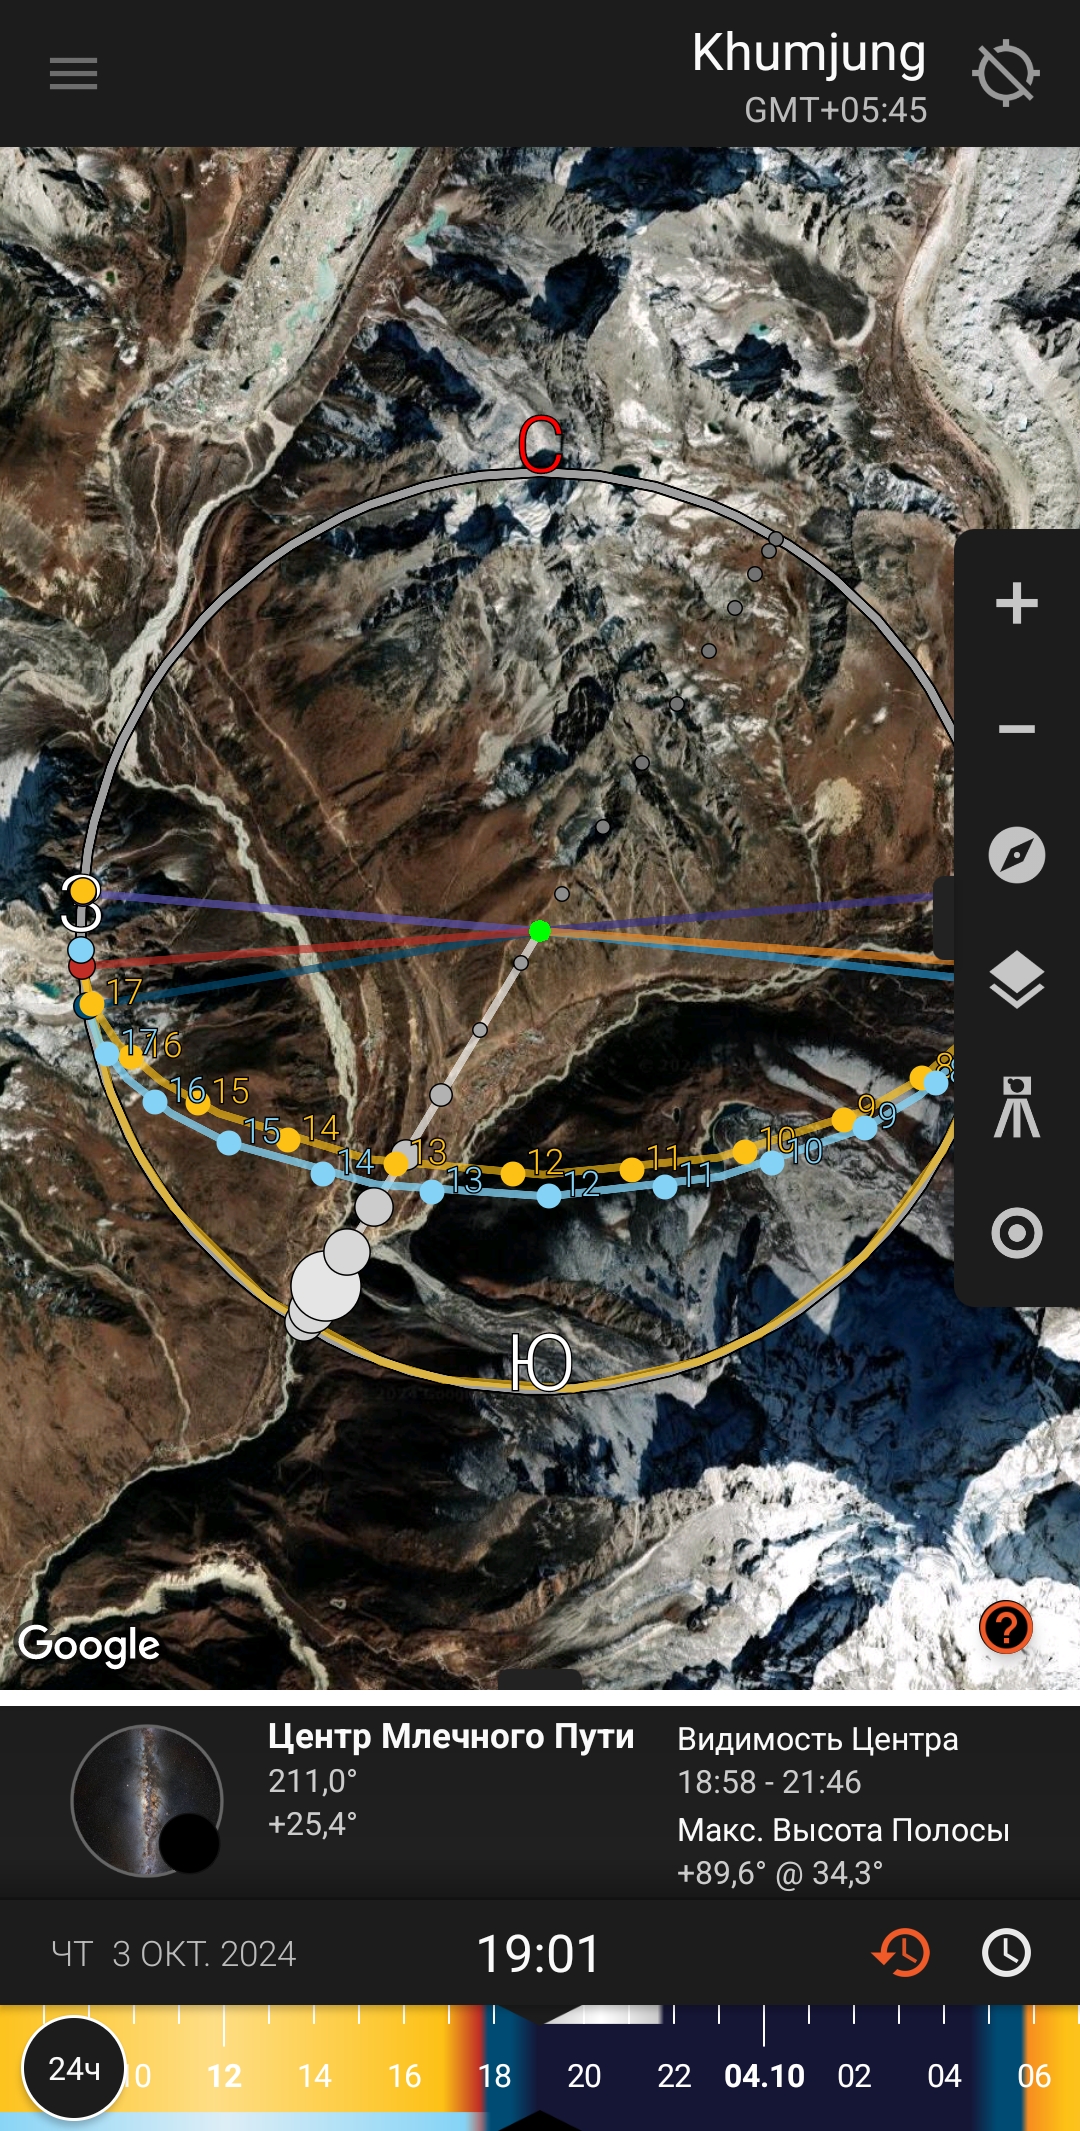 Khumjung
GMT+05:45
С
З
17
17
16
16
15
15
14
14
13
13
12
12
11
11
10
10
9
9
8
Ю
Google
?
Центр Млечного Пути
211,0°
+25,4°
Видимость Центра
18:58 - 21:46
Макс. Высота Полосы
+89,6° @ 34,3°
ЧТ 3 ОКТ. 2024
19:01
24ч
10 12 14 16 18 20 22 04.10 02 04 06